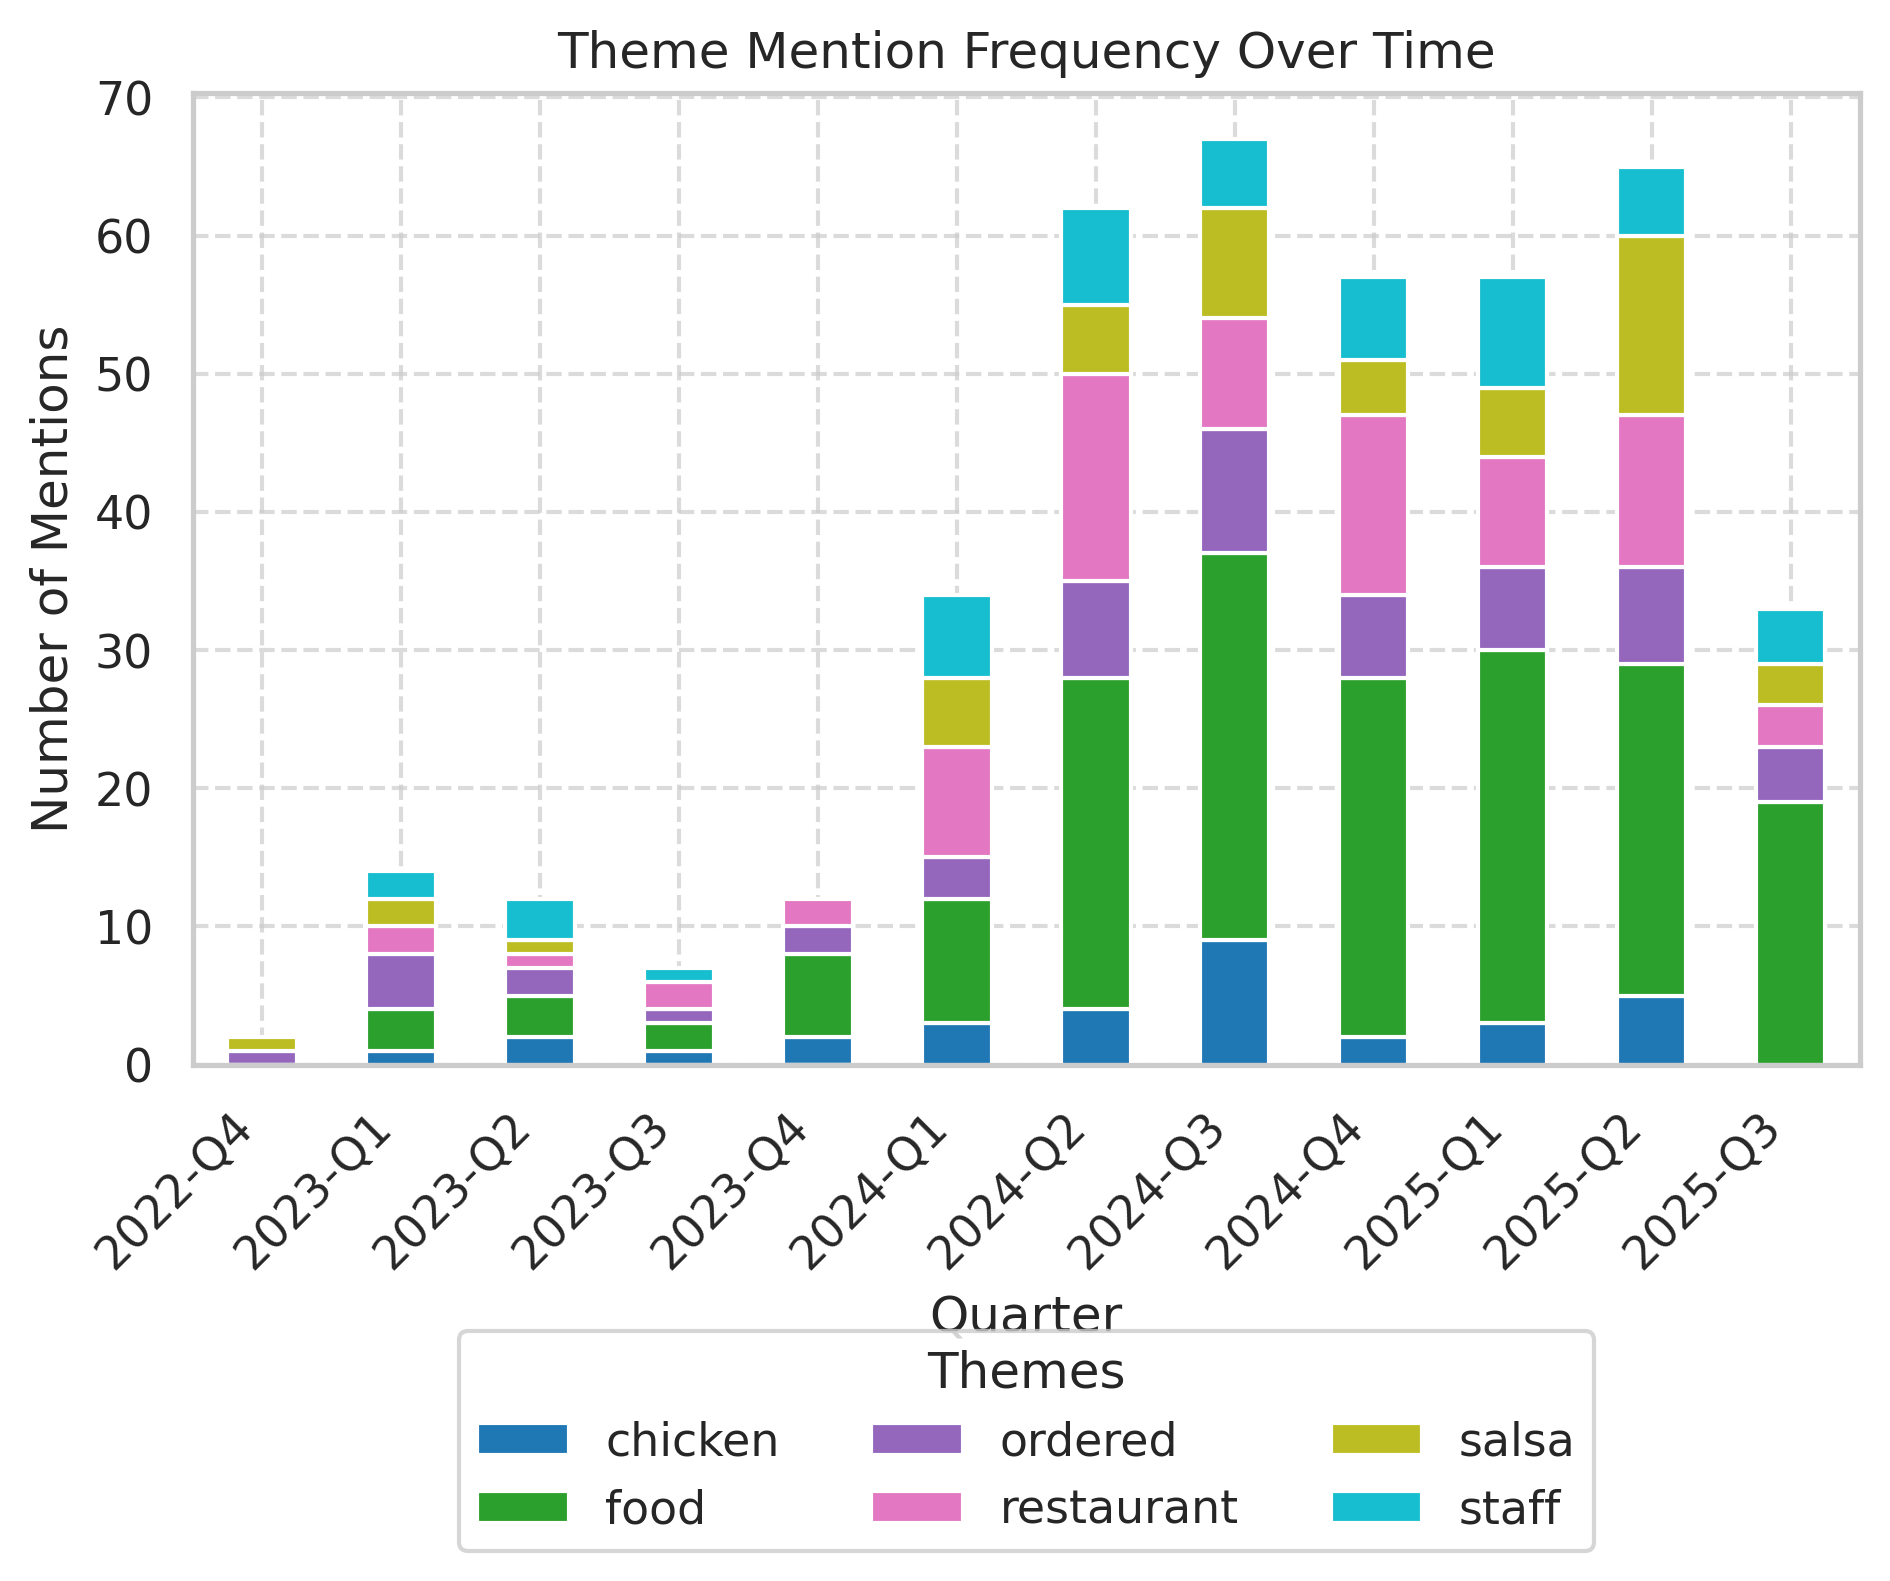 Theme Mention Frequency Over Time
Number of Mentions
70
60
50
40
30
20
10
0
2022-Q4
2023-Q1
2023-Q2
2023-Q3
2023-Q4
2024-Q1
2024-Q2
2024-Q3
2024-Q4
2025-Q1
2025-Q2
2025-Q3
Quarter
Themes
chicken ordered salsa
food restaurant staff